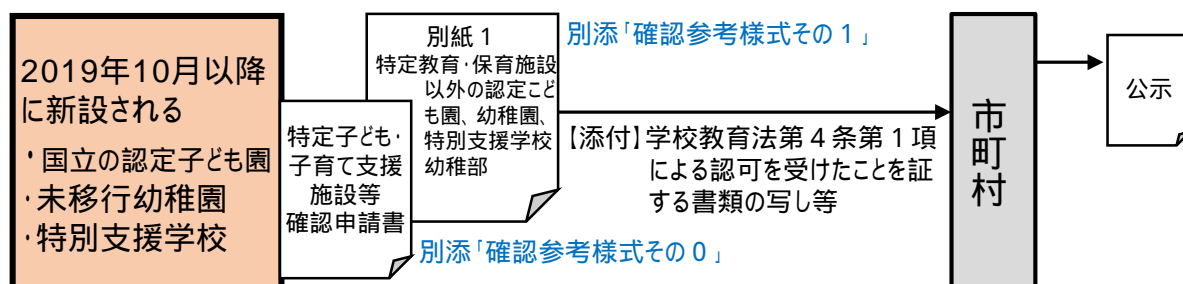 2019年10月以降
に新設される
・国立の認定子ども園
・未移行幼稚園
・特別支援学校
特定子ども・
子育て支援
施設等
確認申請書
別添「確認参考様式その０」
別紙１
特定教育・保育施設
以外の認定こど
も園、幼稚園、
特別支援学校
幼稚部
別添「確認参考様式その１」
【添付】学校教育法第４条第１項
による認可を受けたことを証
する書類の写し等
市町村
公示